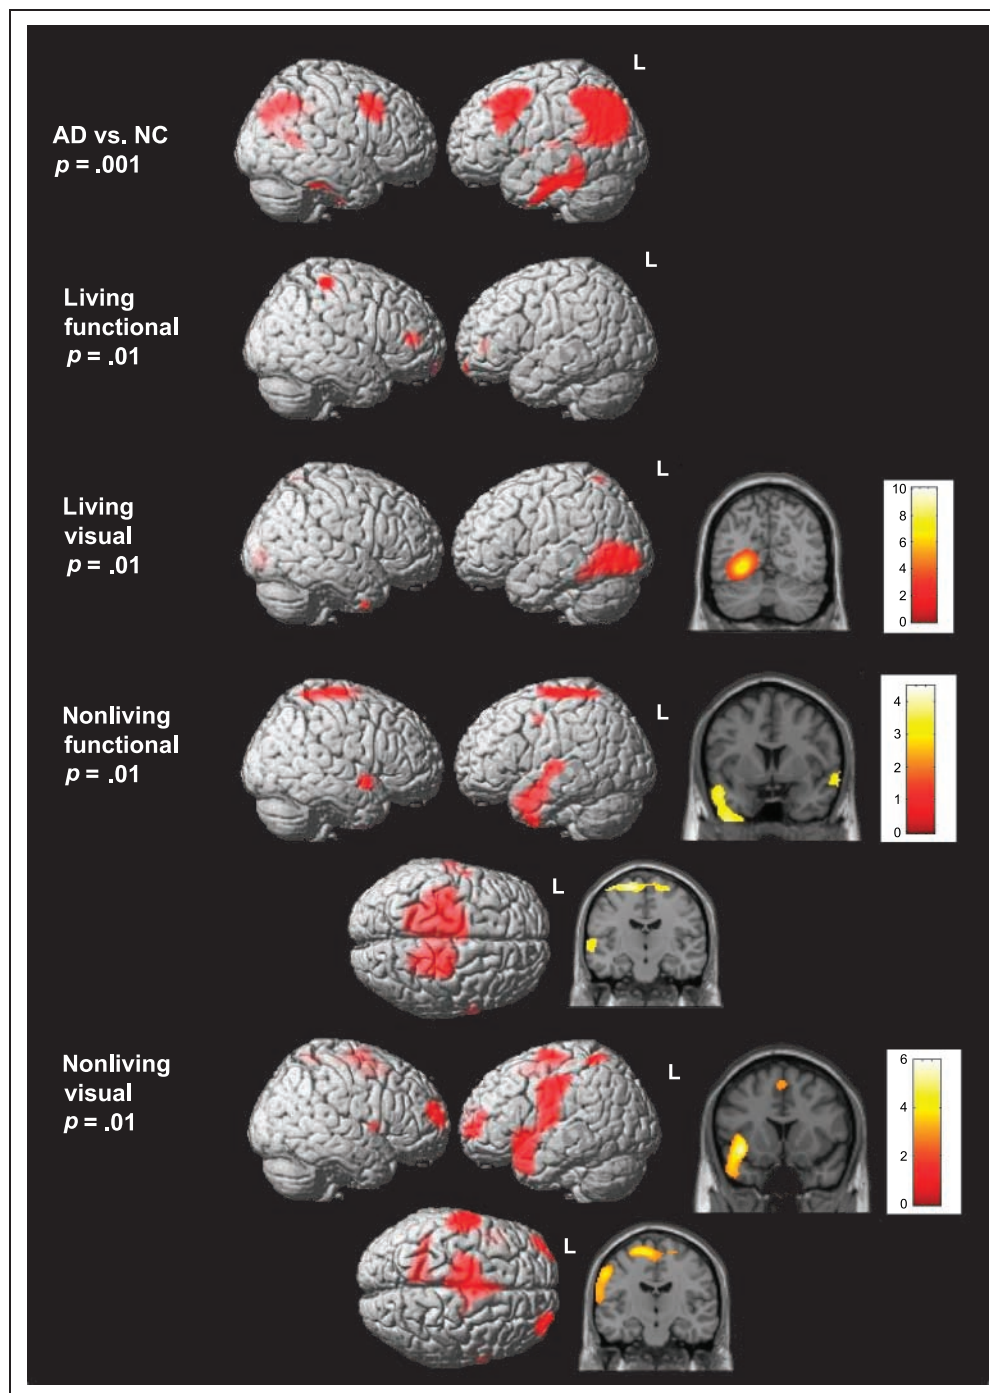 L
AD vs. NC
p = .001
L
Living
functional
p = .01
L
Living
visual
p = .01
10
8
6
4
2
0
L
Nonliving
functional
p = .01
4
3
2
1
0
L
L
Nonliving
visual
p = .01
6
4
2
0
L